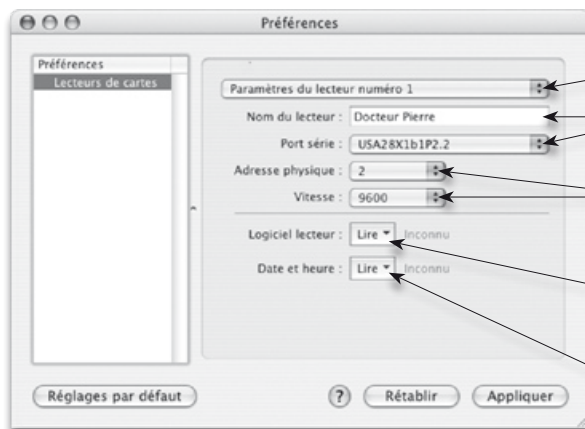 Préférences
Préférences
Lecteurs de cartes
Paramètres du lecteur numéro 1
Nom du lecteur : Docteur Pierre
Port série : USA28X1b1P2.2
Adresse physique : 2
Vitesse : 9600
Logiciel lecteur : Lire Inconnu
Date et heure : Lire Inconnu
Réglages par défaut ? Rétablir Appliquer